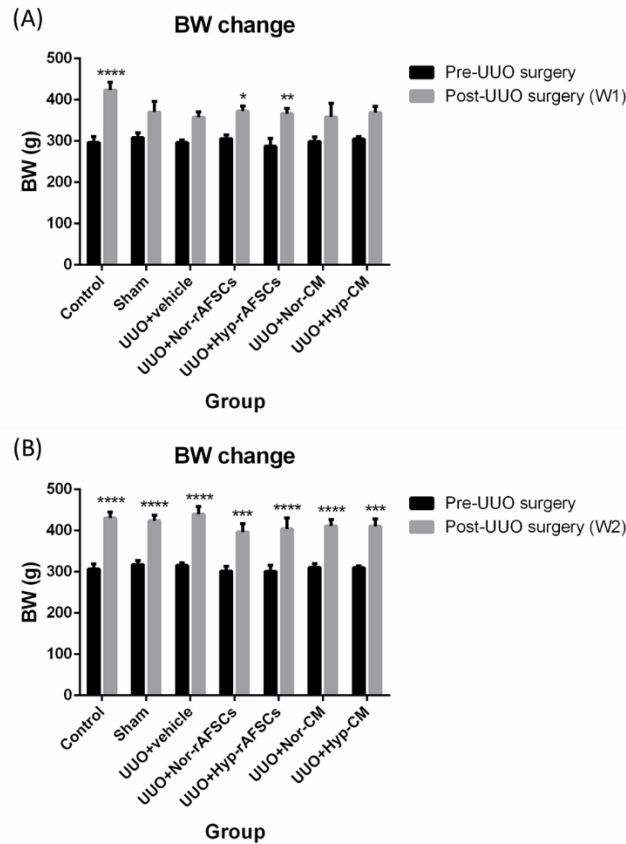 (A)
BW change
BW (g)
500
400
300
200
100
0
****
*
**
Pre-UUO surgery
Post-UUO surgery (W1)
Control
Sham
UUO+vehicle
UUO+Nor-rAFSCs
UUO+Hyp-rAFSCs
UUO+Nor-CM
UUO+Hyp-CM
Group
(B)
BW change
BW (g)
500
400
300
200
100
0
****
****
****
***
****
****
***
Pre-UUO surgery
Post-UUO surgery (W2)
Control
Sham
UUO+vehicle
UUO+Nor-rAFSCs
UUO+Hyp-rAFSCs
UUO+Nor-CM
UUO+Hyp-CM
Group